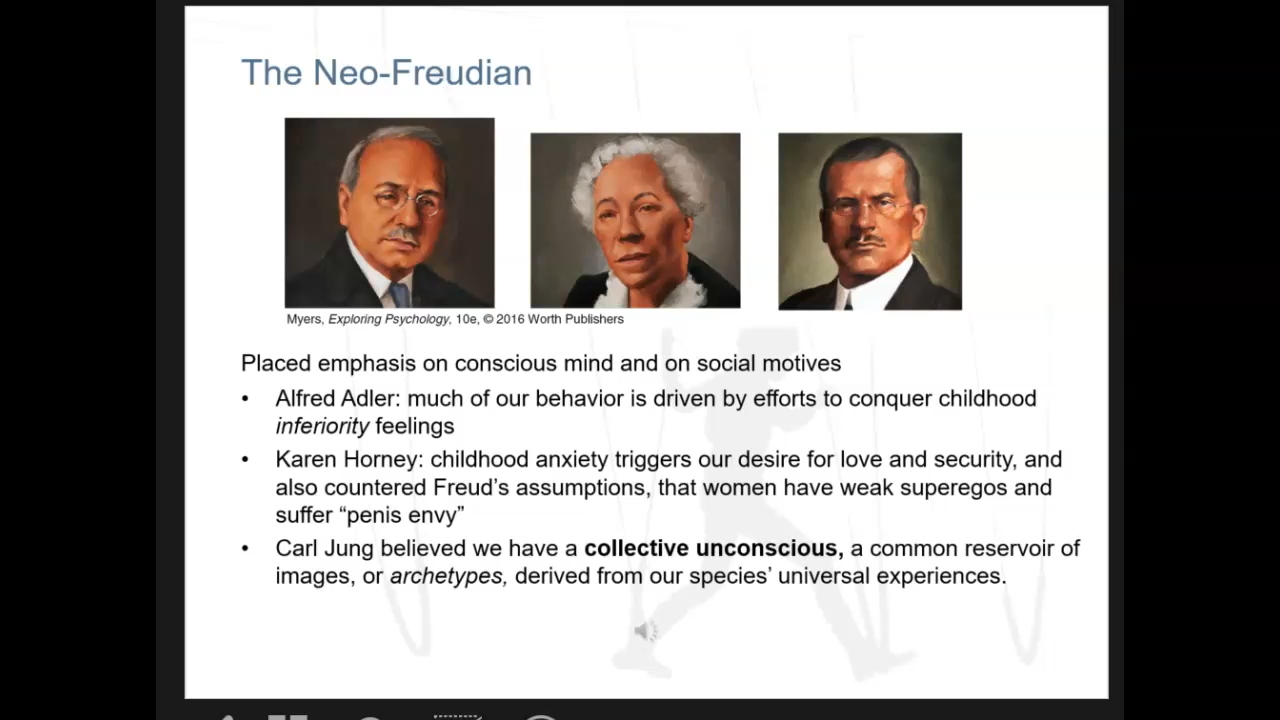 The Neo-Freudian
Myers, Exploring Psychology, 10e, © 2016 Worth Publishers
Placed emphasis on conscious mind and on social motives
• Alfred Adler: much of our behavior is driven by efforts to conquer childhood
inferiority feelings
• Karen Horney: childhood anxiety triggers our desire for love and security, and
also countered Freud’s assumptions, that women have weak superegos and
suffer “penis envy”
• Carl Jung believed we have a collective unconscious, a common reservoir of
images, or archetypes, derived from our species’ universal experiences.